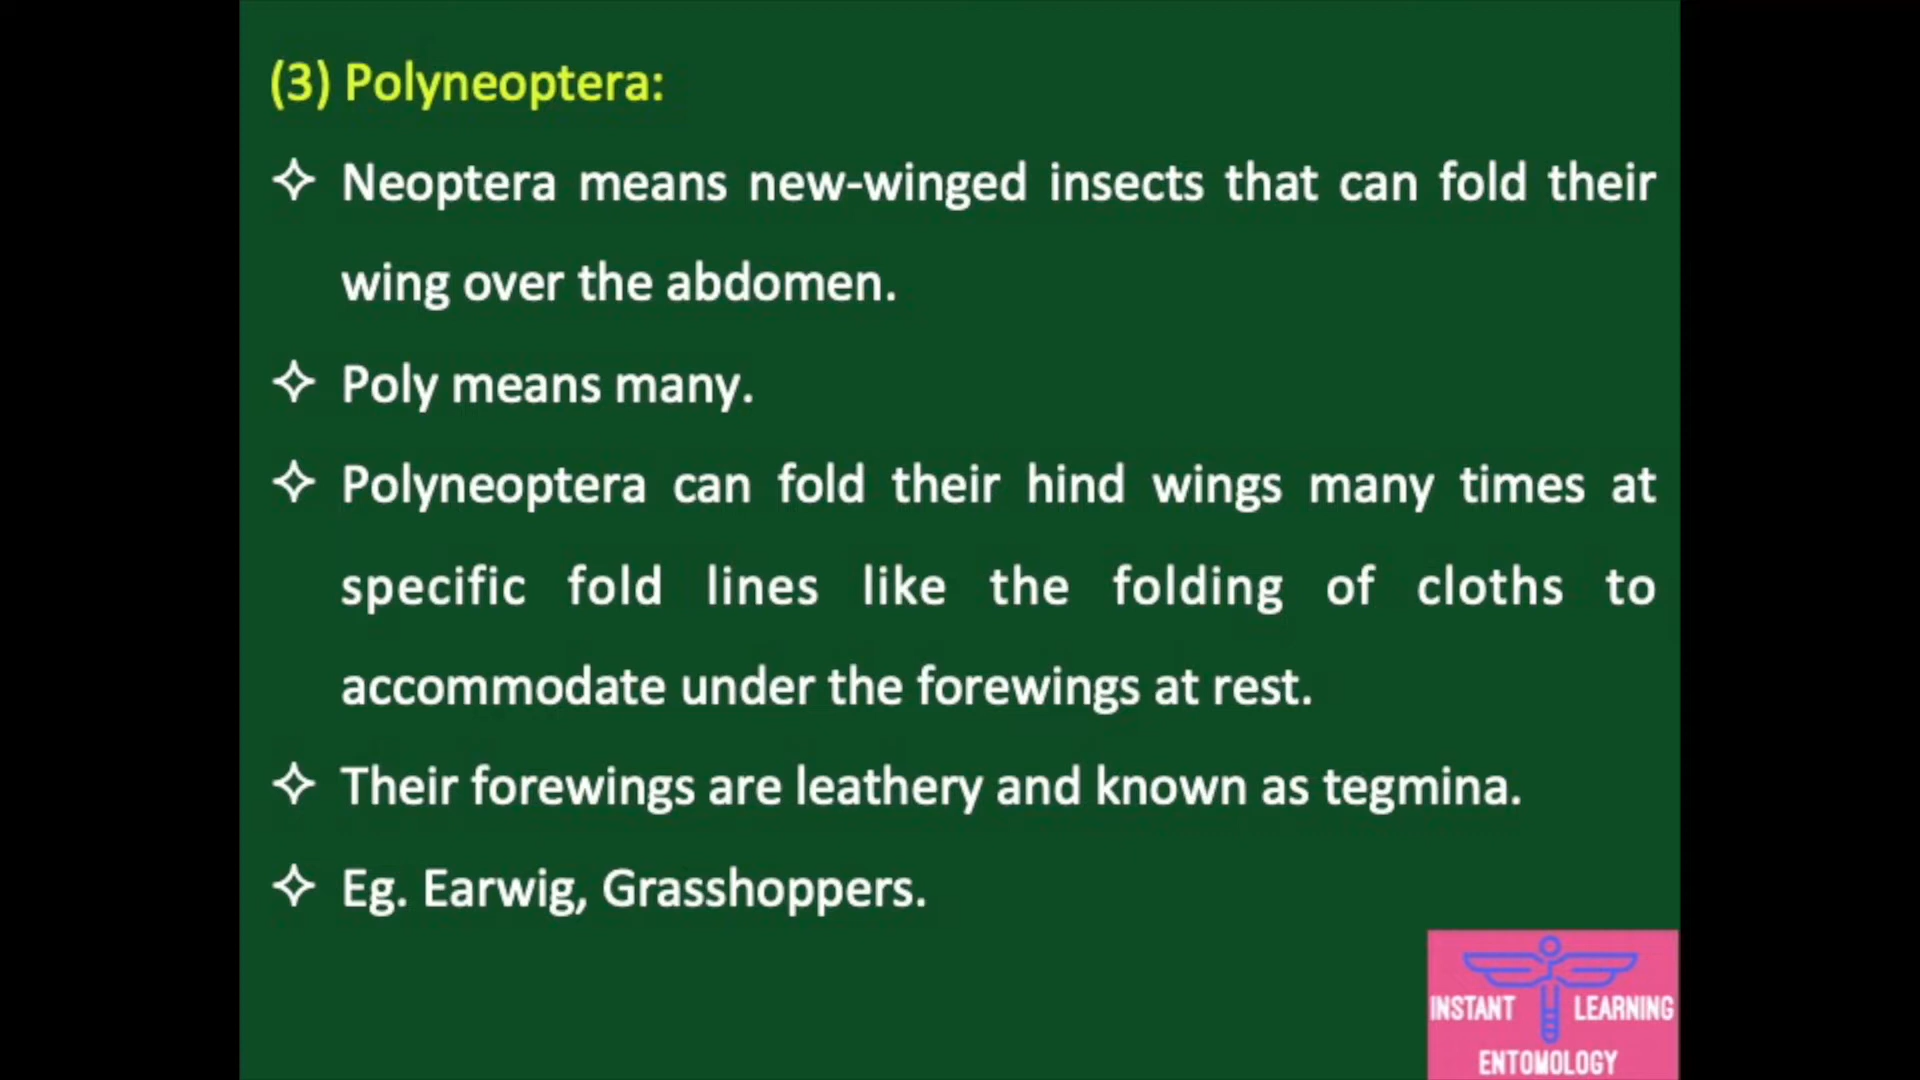 (3) Polyneoptera:
✧ Neoptera means new-winged insects that can fold their
wing over the abdomen.
✧ Poly means many.
✧ Polyneoptera can fold their hind wings many times at
specific fold lines like the folding of cloths to
accommodate under the forewings at rest.
✧ Their forewings are leathery and known as tegmina.
✧ Eg. Earwig, Grasshoppers.
INSTANT LEARNING
ENTOMOLOGY